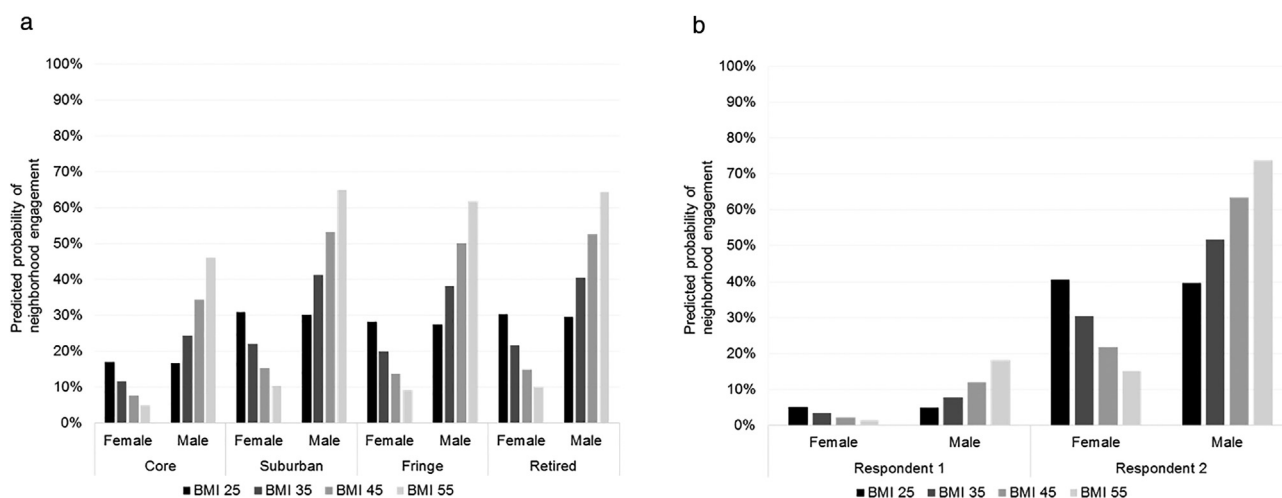 a
100%
90%
80%
70%
60%
50%
40%
30%
20%
10%
0%
Predicted probability of
neighborhood engagement
Female Male Female Male Female Male Female Male
Core Suburban Fringe Retired
BMI 25 BMI 35 BMI 45 BMI 55
b
100%
90%
80%
70%
60%
50%
40%
30%
20%
10%
0%
Predicted probability of
neighborhood engagement
Female Male Female Male
Respondent 1 Respondent 2
BMI 25 BMI 35 BMI 45 BMI 55